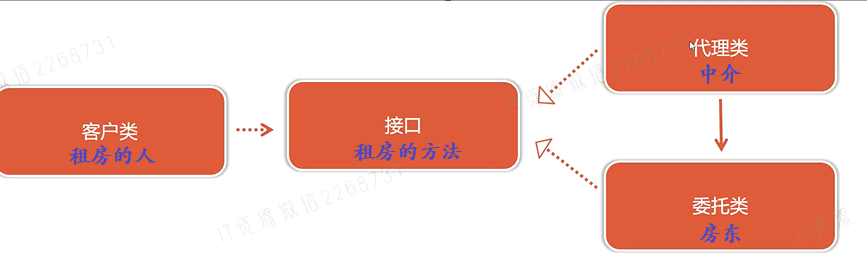 代理类
中介
客户类
租房的人
接口
租房的方法
委托类
房东
IT资源微信2268731